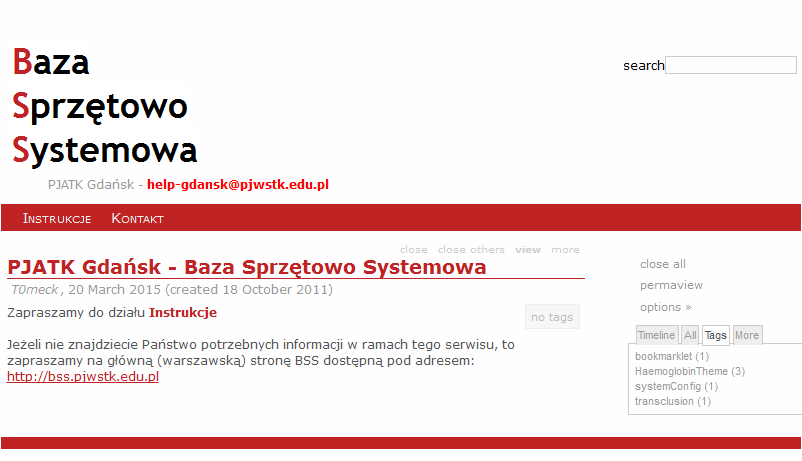 Baza
Sprzętowo
Systemowa
search
PJATK Gdańsk - help-gdansk@pjwstk.edu.pl
Instrukcje Kontakt
close close others view more
PJATK Gdańsk - Baza Sprzętowo Systemowa
T0meck, 20 March 2015 (created 18 October 2011)
no tags
Zapraszamy do działu Instrukcje
Jeżeli nie znajdziecie Państwo potrzebnych informacji w ramach tego serwisu, to
zapraszamy na główną (warszawską) stronę BSS dostępną pod adresem:
http://bss.pjwstk.edu.pl
close all
permaview
options »
Timeline All Tags More
bookmarklet (1)
HaemoglobinTheme (3)
systemConfig (1)
transclusion (1)